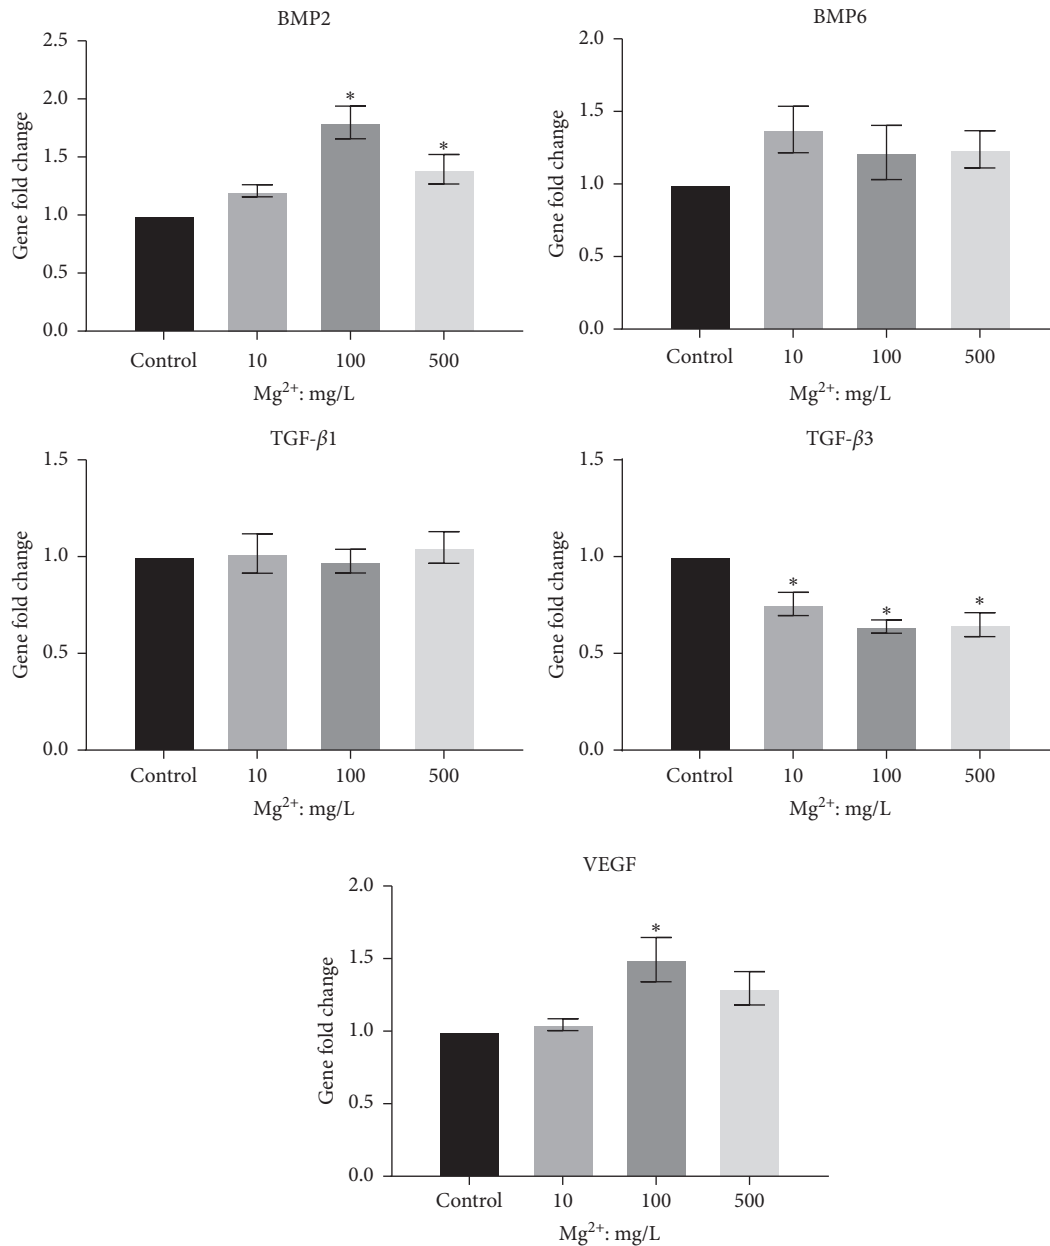 BMP2
2.5
2.0
1.5
1.0
0.5
0.0
Gene fold change
*
*
Control 10 100 500
Mg²⁺: mg/L
BMP6
2.0
1.5
1.0
0.5
0.0
Gene fold change
Control 10 100 500
Mg²⁺: mg/L
TGF-β1
1.5
1.0
0.5
0.0
Gene fold change
Control 10 100 500
Mg²⁺: mg/L
TGF-β3
1.5
1.0
0.5
0.0
Gene fold change
*
*
*
Control 10 100 500
Mg²⁺: mg/L
VEGF
2.0
1.5
1.0
0.5
0.0
Gene fold change
*
Control 10 100 500
Mg²⁺: mg/L